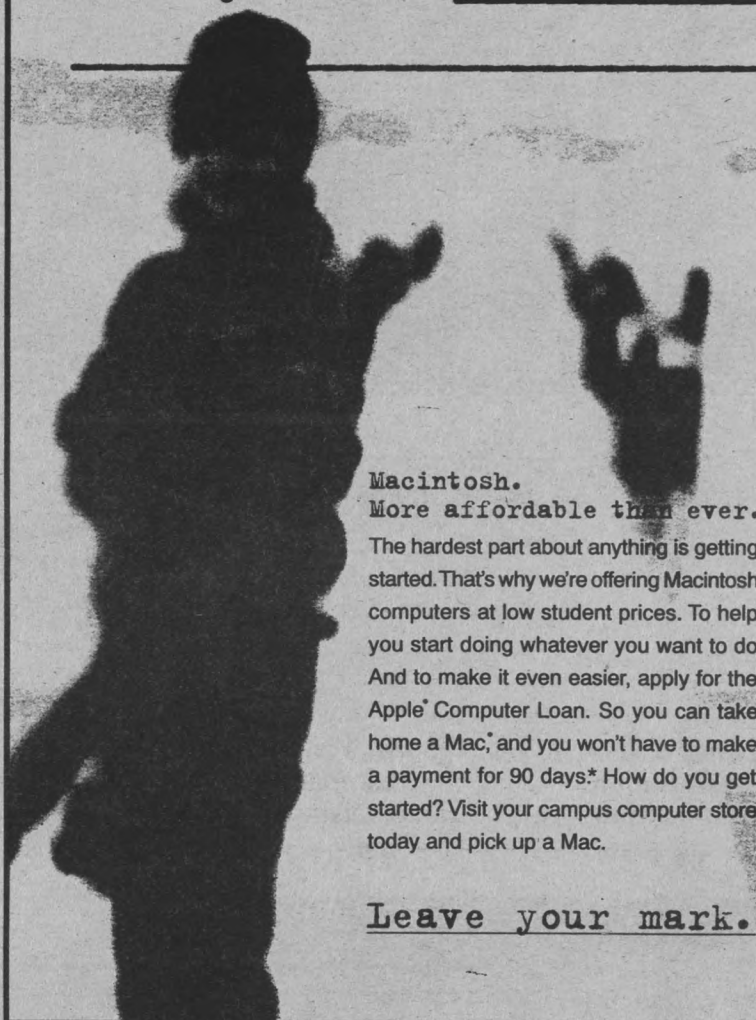 Macintosh.
More affordable than ever.
The hardest part about anything is getting
started. That's why we're offering Macintosh
computers at low student prices. To help
you start doing whatever you want to do
And to make it even easier, apply for the
Apple® Computer Loan. So you can take
home a Mac,® and you won't have to make
a payment for 90 days.* How do you get
started? Visit your campus computer store
today and pick up a Mac.
Leave your mark.